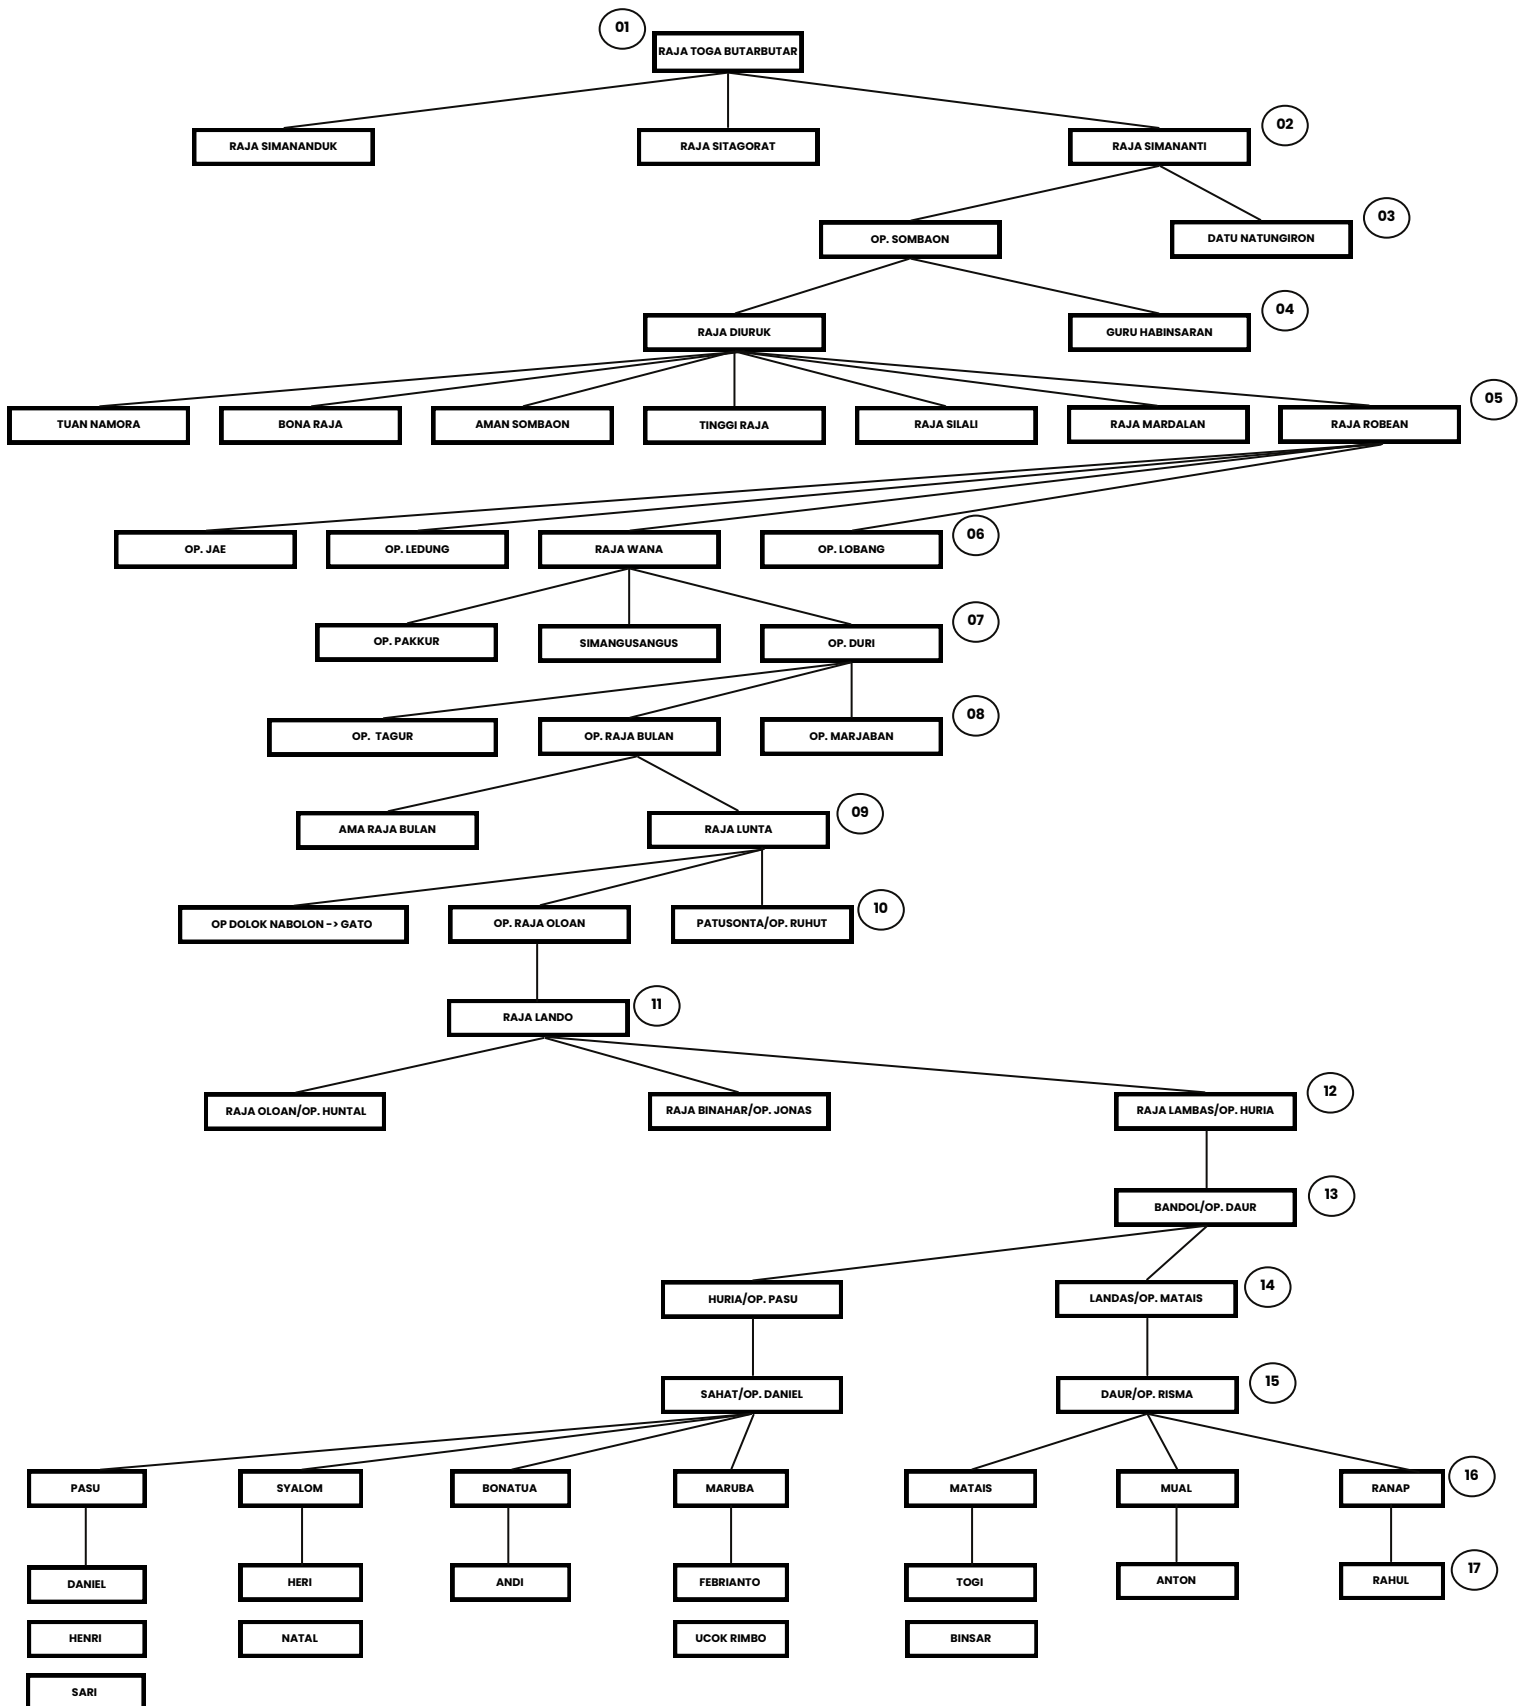 01
RAJA TOGA BUTARBUTAR
RAJA SIMANANDUK
RAJA SITAGORAT
RAJA SIMANANTI
02
OP. SOMBAON
DATU NATUNGIRON
03
RAJA DIURUK
GURU HABINSARAN
04
TUAN NAMORA
BONA RAJA
AMAN SOMBAON
TINGGI RAJA
RAJA SILALI
RAJA MARDALAN
RAJA ROBEAN
05
OP. JAE
OP. LEDUNG
RAJA WANA
OP. LOBANG
06
OP. PAKKUR
SIMANGUSANGUS
OP. DURI
07
OP. TAGUR
OP. RAJA BULAN
OP. MARJABAN
08
AMA RAJA BULAN
RAJA LUNTA
09
OP DOLOK NABOLON -> GATO
OP. RAJA OLOAN
PATUSONTA/OP. RUHUT
10
RAJA LANDO
11
RAJA OLOAN/OP. HUNTAL
RAJA BINAHAR/OP. JONAS
RAJA LAMBAS/OP. HURIA
12
BANDOL/OP. DAUR
13
HURIA/OP. PASU
LANDAS/OP. MATAIS
14
SAHAT/OP. DANIEL
DAUR/OP. RISMA
15
PASU
SYALOM
BONATUA
MARUBA
MATAIS
MUAL
RANAP
16
DANIEL
HERI
ANDI
FEBRIANTO
TOGI
ANTON
RAHUL
17
HENRI
NATAL
UCOK RIMBO
BINSAR
SARI